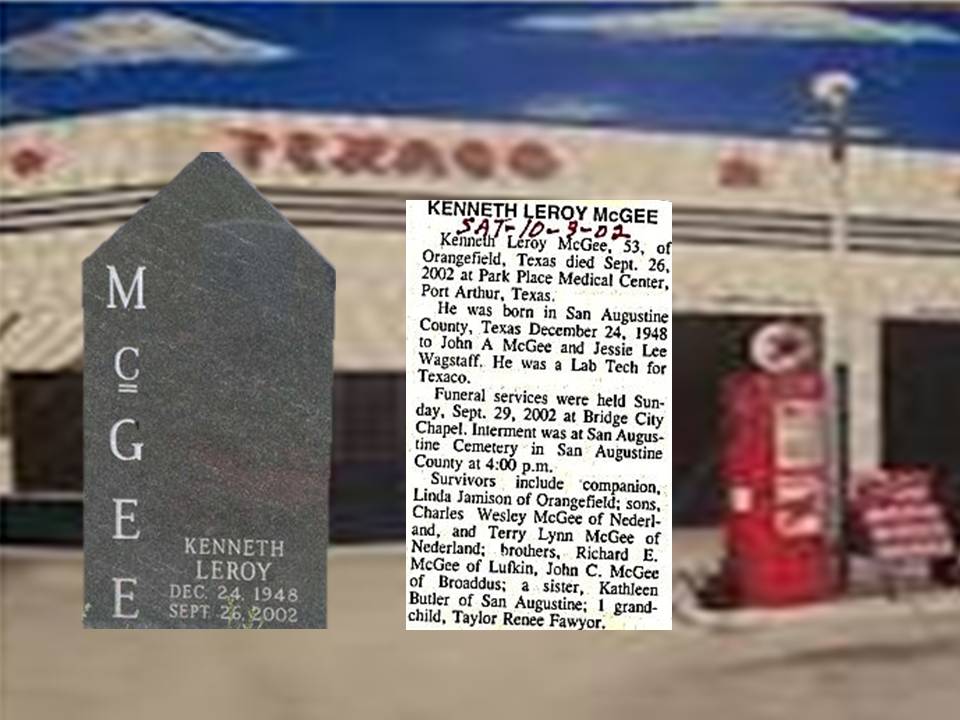 TEXACO
M
C
G
E
E
KENNETH
LEROY
DEC. 24, 1948
SEPT. 26, 2002
KENNETH LEROY McGEE
SAT-10-3-02
Kenneth Leroy McGee, 53, of
Orangefield, Texas died Sept. 26,
2002 at Park Place Medical Center,
Port Arthur, Texas.
He was born in San Augustine
County, Texas December 24, 1948
to John A McGee and Jessie Lee
Wagstaff. He was a Lab Tech for
Texaco.
Funeral services were held Sun-
day, Sept. 29, 2002 at Bridge City
Chapel. Interment was at San Augus-
tine Cemetery in San Augustine
County at 4:00 p.m.
Survivors include companion,
Linda Jamison of Orangefield; sons,
Charles Wesley McGee of Nederl-
and, and Terry Lynn McGee of
Nederland; brothers, Richard E.
McGee of Lufkin, John C. McGee
of Broaddus; a sister, Kathleen
Butler of San Augustine; 1 grand-
child, Taylor Renee Fawyor.